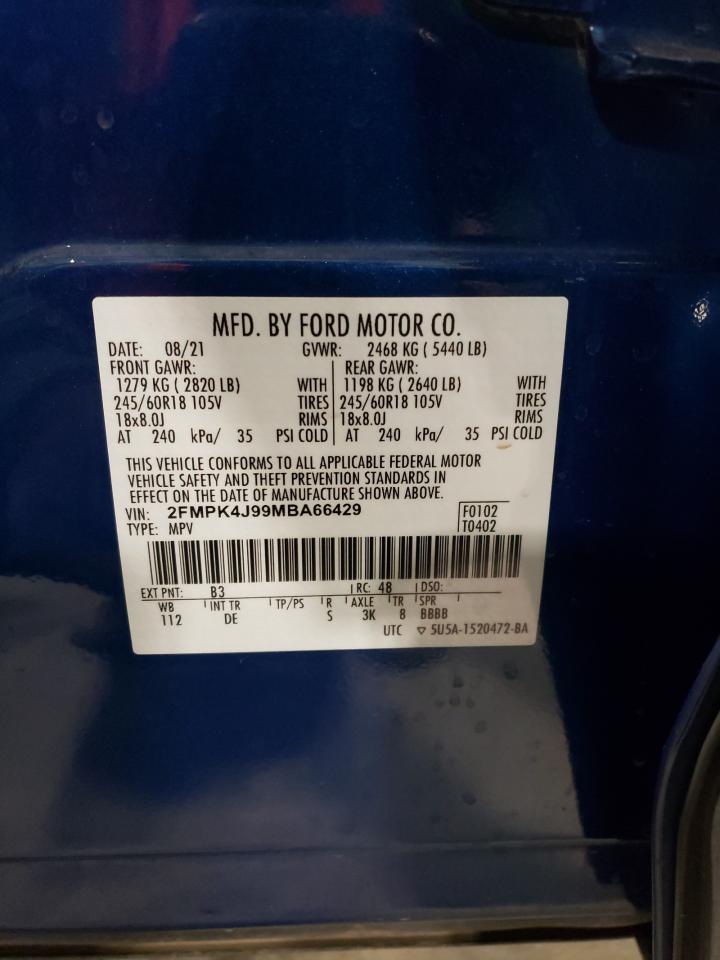 MFD. BY FORD MOTOR CO.
DATE: 08/21 GVWR: 2468 KG ( 5440 LB)
FRONT GAWR: REAR GAWR:
1279 KG ( 2820 LB) WITH 1198 KG ( 2640 LB) WITH
245/60R18 105V TIRES 245/60R18 105V TIRES
18x8.0J RIMS 18x8.0J RIMS
AT 240 kPa/ 35 PSI COLD AT 240 kPa/ 35 PSI COLD
THIS VEHICLE CONFORMS TO ALL APPLICABLE FEDERAL MOTOR
VEHICLE SAFETY AND THEFT PREVENTION STANDARDS IN
EFFECT ON THE DATE OF MANUFACTURE SHOWN ABOVE.
VIN: 2FMPK4J99MBA66429 F0102
TYPE: MPV T0402
EXT PNT: B3 RC: 48 DSO:
WB INT TR TP/PS R AXLE TR SPR
112 DE S 3K 8 BBBB
UTC ▽ 5U5A-1520472-BA